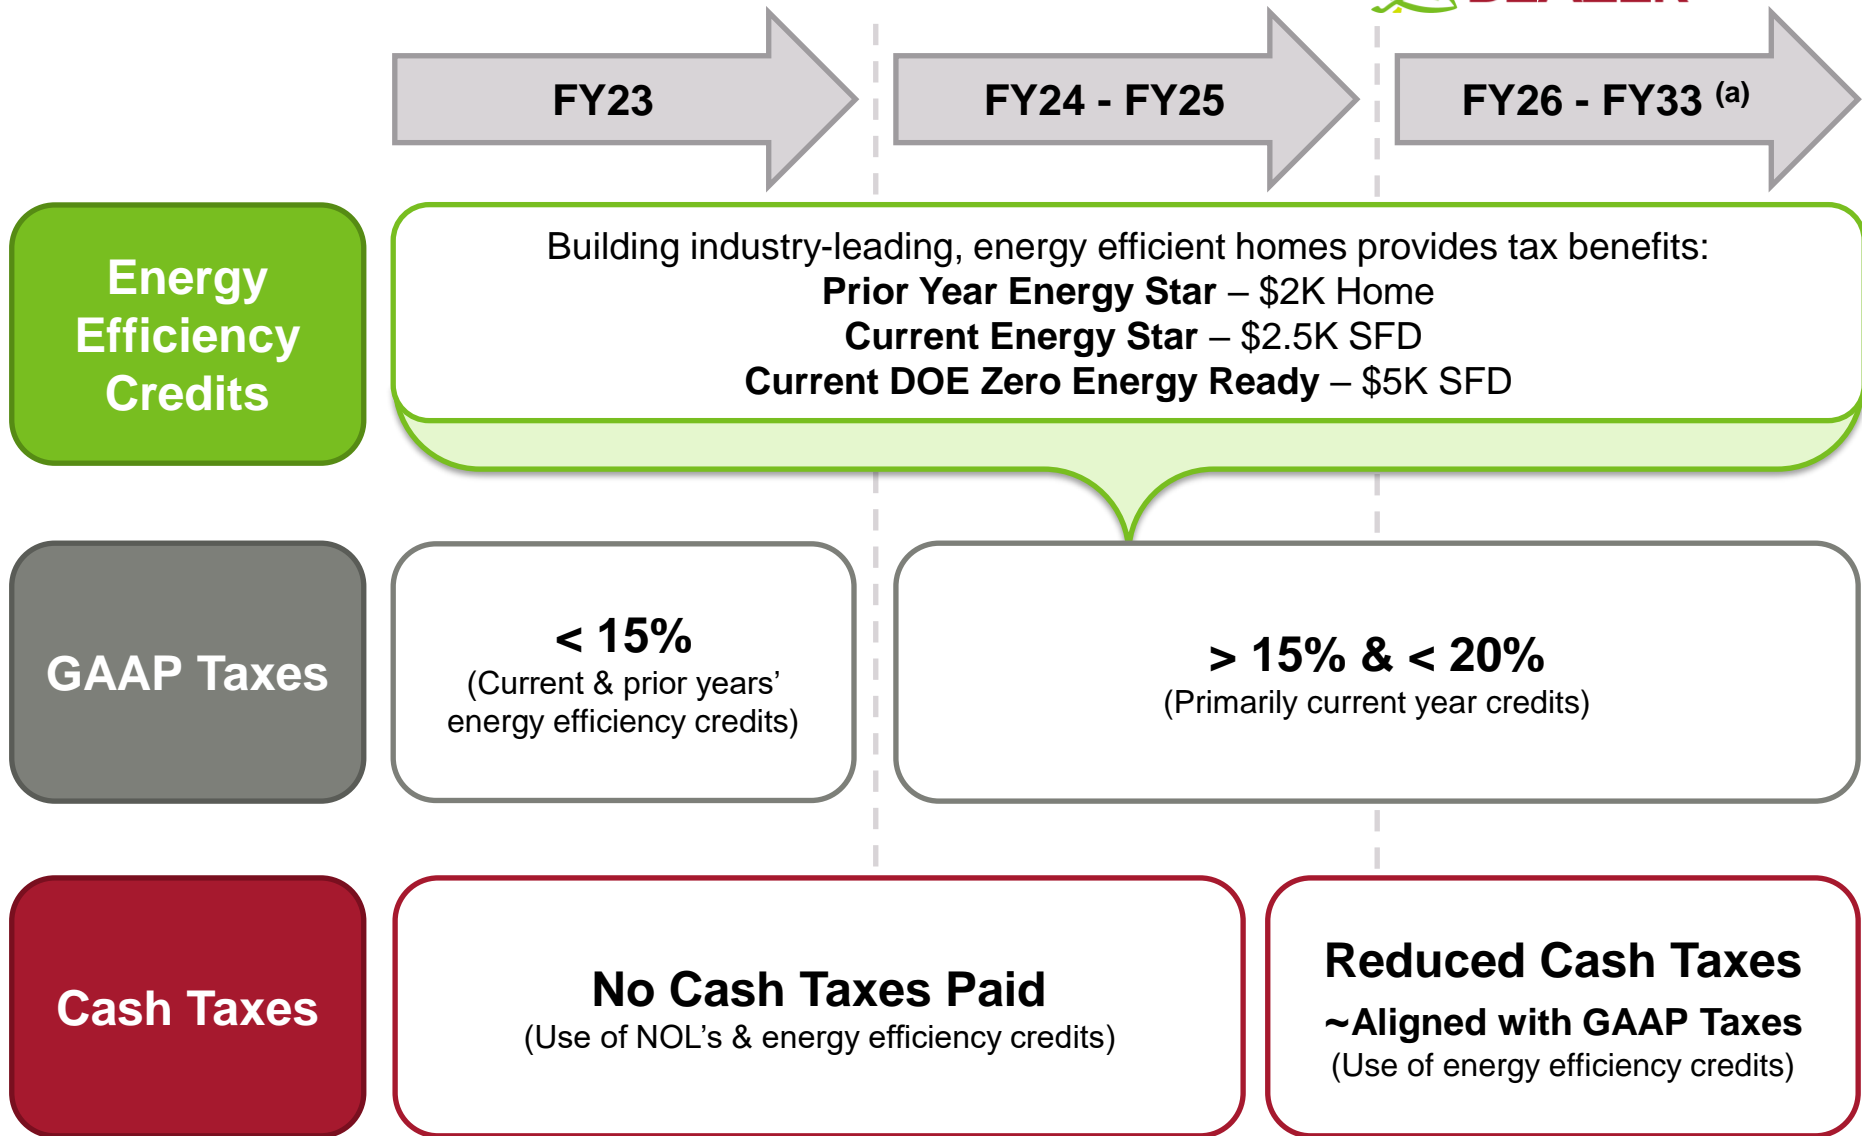 FY23
FY24 - FY25
FY26 - FY33 (a)
Energy
Efficiency
Credits
Building industry-leading, energy efficient homes provides tax benefits:
Prior Year Energy Star – $2K Home
Current Energy Star – $2.5K SFD
Current DOE Zero Energy Ready – $5K SFD
GAAP Taxes
< 15%
(Current & prior years’
energy efficiency credits)
> 15% & < 20%
(Primarily current year credits)
Cash Taxes
No Cash Taxes Paid
(Use of NOL’s & energy efficiency credits)
Reduced Cash Taxes
~Aligned with GAAP Taxes
(Use of energy efficiency credits)